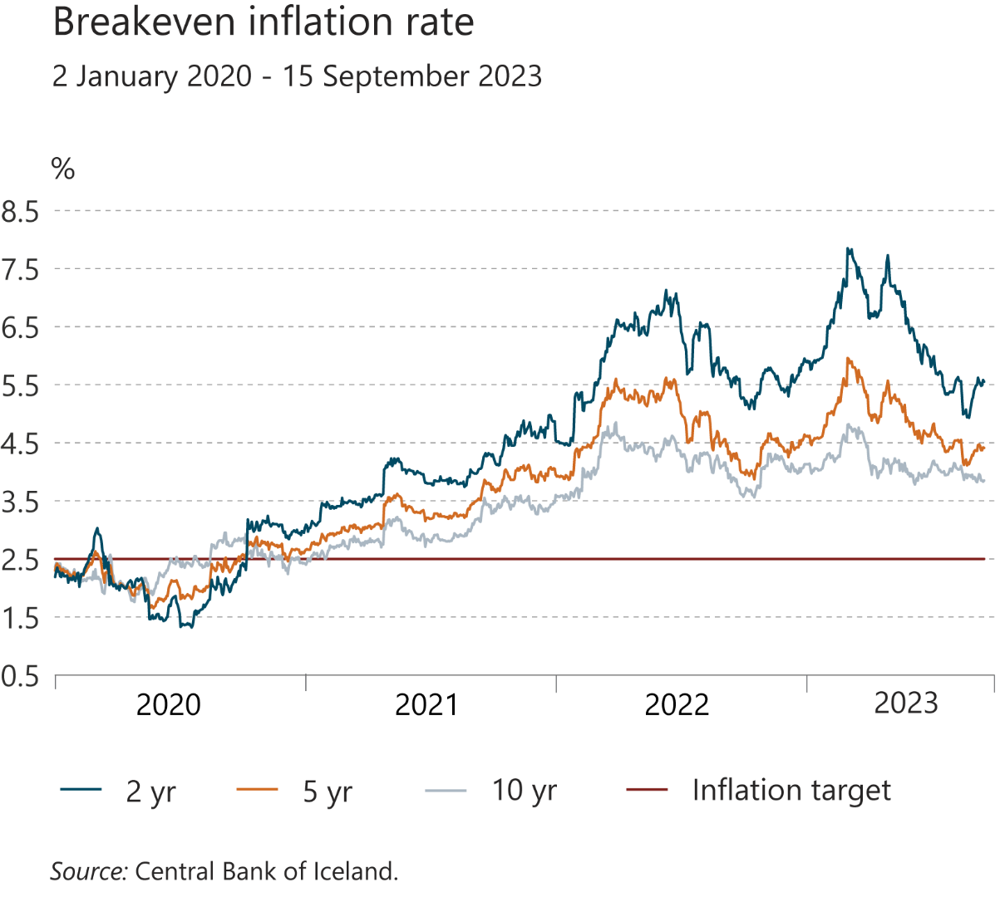 Breakeven inflation rate
2 January 2020 - 15 September 2023
%
8.5
7.5
6.5
5.5
4.5
3.5
2.5
1.5
0.5
2020 2021 2022 2023
2 yr 5 yr 10 yr Inflation target
Source: Central Bank of Iceland.